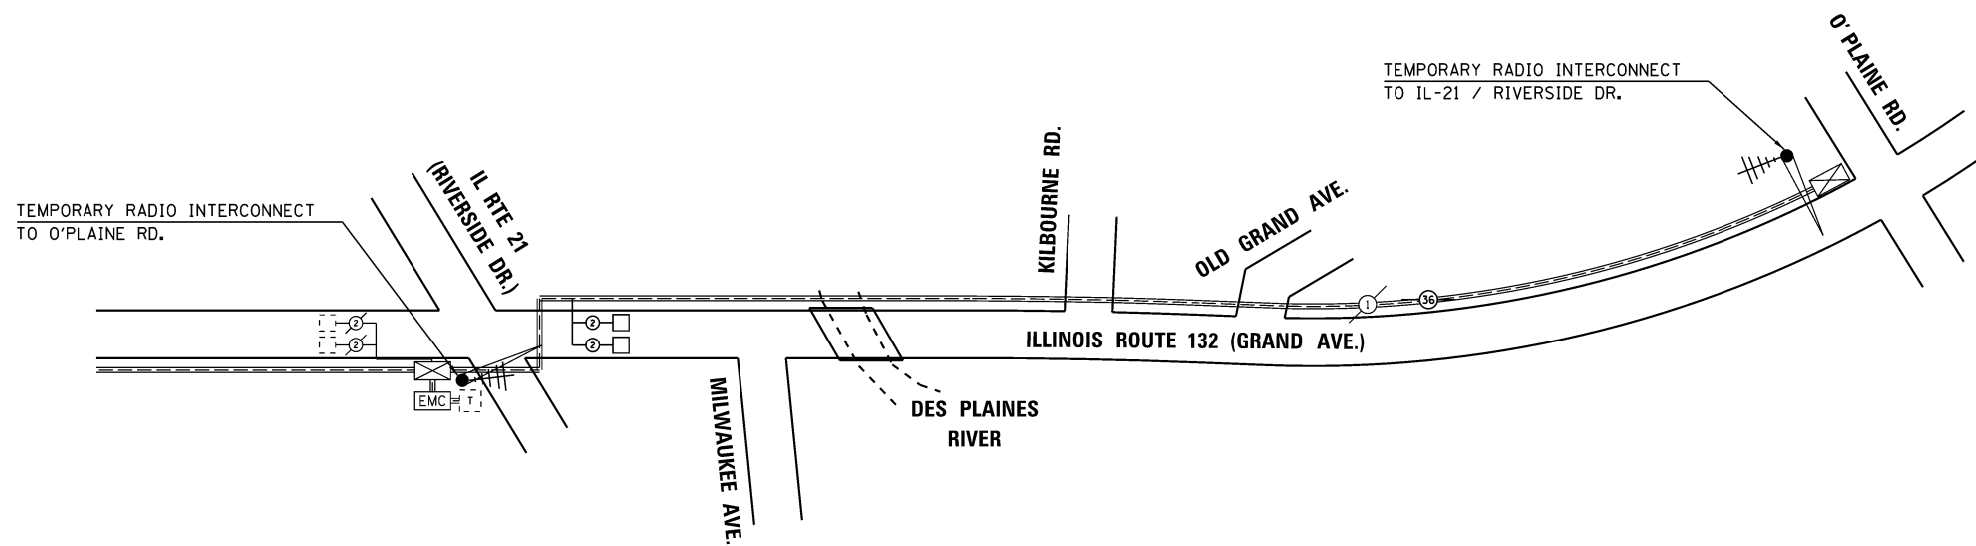 O'PLAINE RD.
TEMPORARY RADIO INTERCONNECT
TO IL-21 / RIVERSIDE DR.
KILBOURNE RD.
IL RTE 21
(RIVERSIDE DR.)
OLD GRAND AVE.
TEMPORARY RADIO INTERCONNECT
TO O'PLAINE RD.
1
36
2
2
2
2
ILLINOIS ROUTE 132 (GRAND AVE.)
EMC
T
MILWAUKEE AVE.
DES PLAINES
RIVER